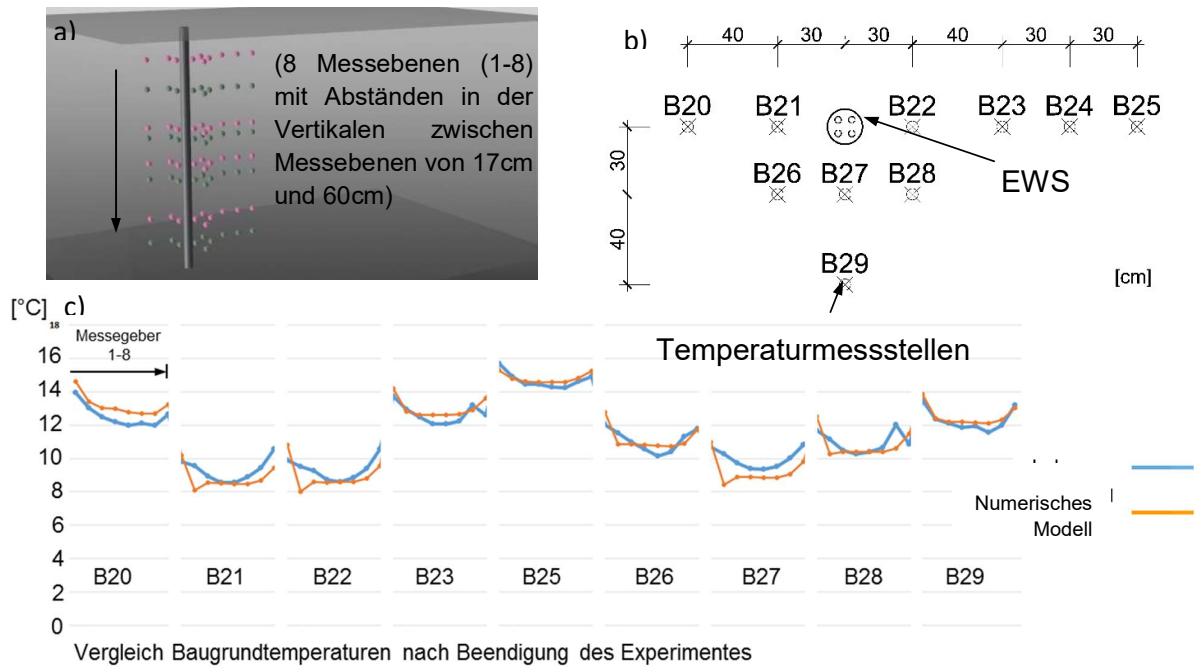 a)
(8 Messebenen (1-8)
mit Abständen in der
Vertikalen zwischen
Messebenen von 17cm
und 60cm)
b)
40 30 30 40 30 30
B20 B21 B22 B23 B24 B25
30
B26 B27 B28
EWS
40
B29
[cm]
Temperaturmessstellen
[°C] c)
18
Messegeber
1-8
16
14
12
10
8
6
4
2
0
Numerisches
Modell
B20 B21 B22 B23 B25 B26 B27 B28 B29
Vergleich Baugrundtemperaturen nach Beendigung des Experimentes